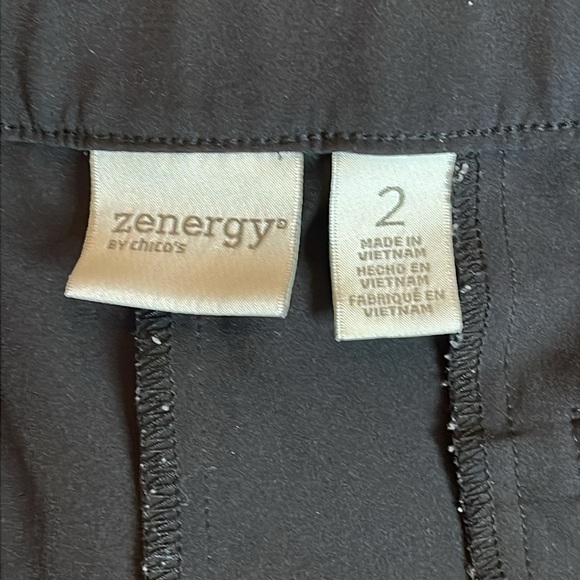 zenergy®
BY chico's
2
MADE IN
VIETNAM
HECHO EN
VIETNAM
FABRIQUÉ EN
VIETNAM